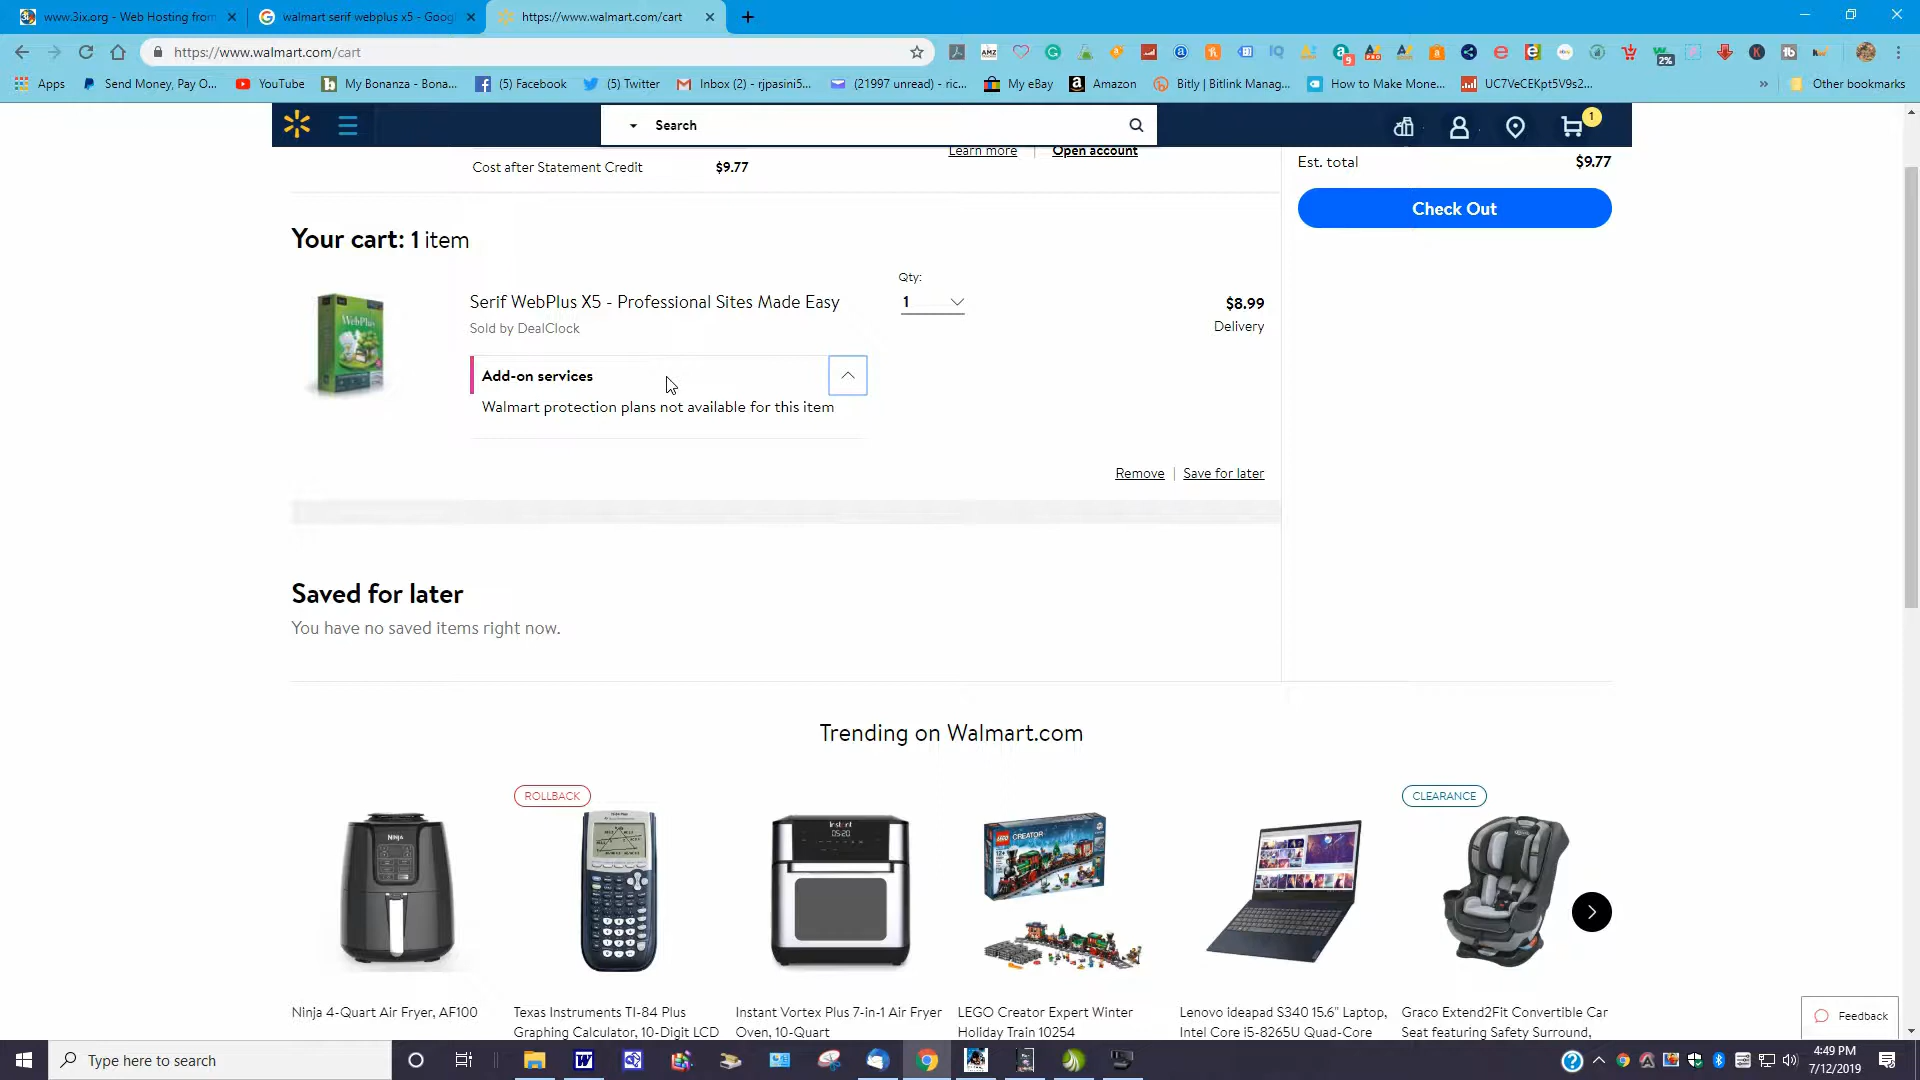 www.3ix.org - Web Hosting from
walmart serif webplus x5 - Goog
https://www.walmart.com/cart
https://www.walmart.com/cart
Apps
Send Money, Pay O...
YouTube
My Bonanza - Bona...
(5) Facebook
(5) Twitter
Inbox (2) - rjpasini5...
(21997 unread) - ric...
My eBay
Amazon
Bitly | Bitlink Manag...
How to Make Mone...
UC7VeCEKpt5V9s2...
»
Other bookmarks
Search
1
Cost after Statement Credit $9.77
Learn more | Open account
Est. total $9.77
Check Out
Your cart: 1 item
Serif WebPlus X5 - Professional Sites Made Easy
Sold by DealClock
Qty:
1
$8.99
Delivery
WebPlus
Add-on services
Walmart protection plans not available for this item
Remove | Save for later
Saved for later
You have no saved items right now.
Trending on Walmart.com
ROLLBACK
CLEARANCE
Ninja 4-Quart Air Fryer, AF100
Texas Instruments TI-84 Plus
Graphing Calculator, 10-Digit LCD
Instant Vortex Plus 7-in-1 Air Fryer
Oven, 10-Quart
LEGO Creator Expert Winter
Holiday Train 10254
Lenovo ideapad S340 15.6" Laptop,
Intel Core i5-8265U Quad-Core
Graco Extend2Fit Convertible Car
Seat featuring Safety Surround,
Feedback
Type here to search
4:49 PM
7/12/2019